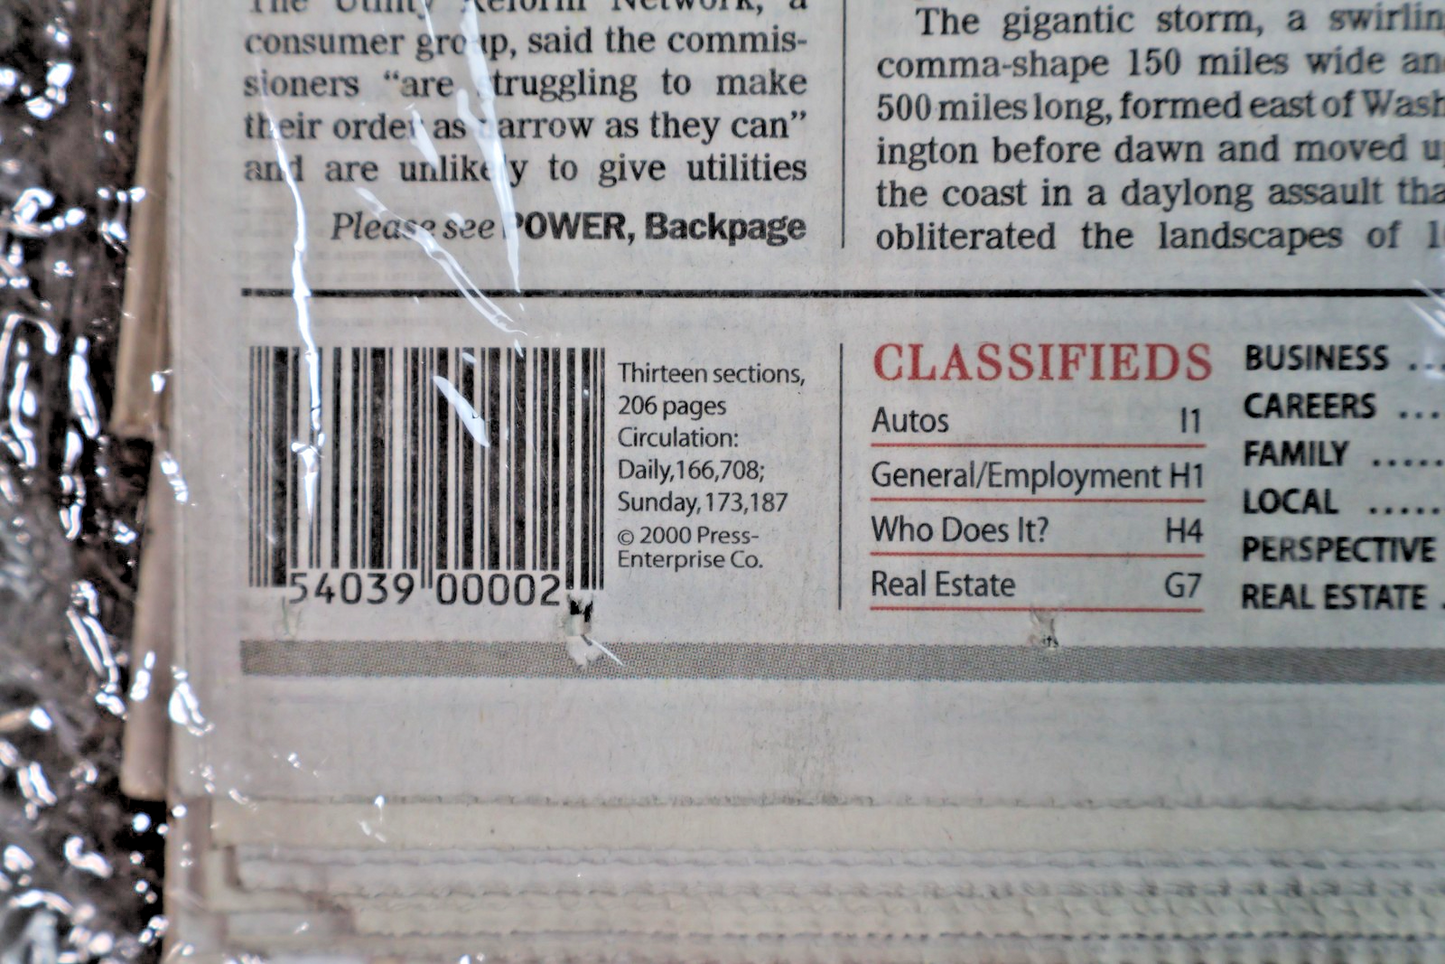 The Utility Reform Network, a
consumer group, said the commis-
sioners “are struggling to make
their order as narrow as they can”
and are unlikely to give utilities
Please see POWER, Backpage
The gigantic storm, a
comma-shape 150 miles wide
500 miles long, formed east of Wash
ington before dawn and moved
the coast in a daylong assault
obliterated the landscapes of
54039 00002
Thirteen sections,
206 pages
Circulation:
Daily,166,708;
Sunday,173,187
© 2000 Press-
Enterprise Co.
CLASSIFIEDS
Autos I1
General/Employment H1
Who Does It? H4
Real Estate G7
BUSINESS ..
CAREERS ...
FAMILY .....
LOCAL .....
PERSPECTIVE
REAL ESTATE .